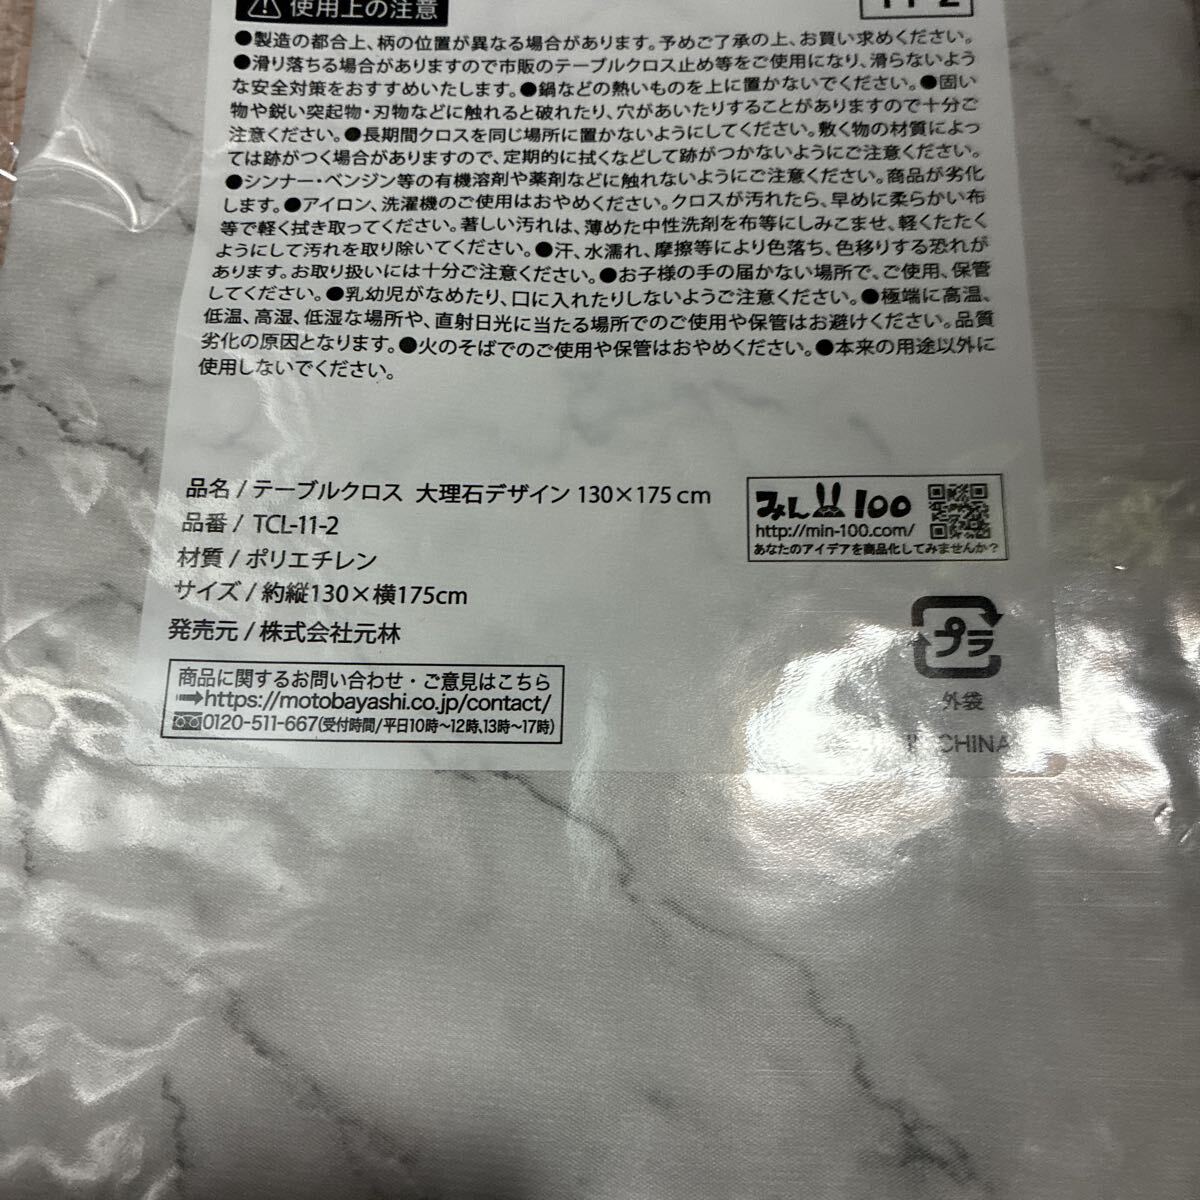 使用上の注意
11-2
●製造の都合上、柄の位置が異なる場合があります。予めご了承の上、お買い求めください。
●滑り落ちる場合がありますので市販のテーブルクロス止め等をご使用になり、滑らないよう
な安全対策をおすすめいたします。●鍋などの熱いものを上に置かないでください。●固い
物や鋭い突起物・刃物などに触れると破れたり、穴があいたりすることがありますので十分ご
注意ください。●長期間クロスを同じ場所に置かないようにしてください。敷く物の材質によっ
ては跡がつく場合がありますので、定期的に拭くなどして跡がつかないようにご注意ください。
●シンナー・ベンジン等の有機溶剤や薬剤などに触れないようにご注意ください。商品が劣化
します。●アイロン、洗濯機のご使用はおやめください。クロスが汚れたら、早めに柔らかい布
等で軽く拭き取ってください。著しい汚れは、薄めた中性洗剤を布等にしみこませ、軽くたたく
ようにして汚れを取り除いてください。●汗、水濡れ、摩擦等により色落ち、色移りする恐れが
あります。お取り扱いには十分ご注意ください。●お子様の手の届かない場所で、ご使用、保管
してください。●乳幼児がなめたり、口に入れたりしないようご注意ください。●極端に高温、
低温、高湿、低湿な場所や、直射日光に当たる場所でのご使用や保管はお避けください。品質
劣化の原因となります。●火のそばでのご使用や保管はおやめください。●本来の用途以外に
使用しないでください。
品名 / テーブルクロス 大理石デザイン 130×175 cm
品番 / TCL-11-2
材質 / ポリエチレン
サイズ / 約縦130×横175cm
発売元 / 株式会社元林
みん100
http://min-100.com/
あなたのアイデアを商品化してみませんか?
プラ
外袋
CHINA
商品に関するお問い合わせ・ご意見はこちら
➡https://motobayashi.co.jp/contact/
0120-511-667(受付時間/平日10時〜12時、13時〜17時)